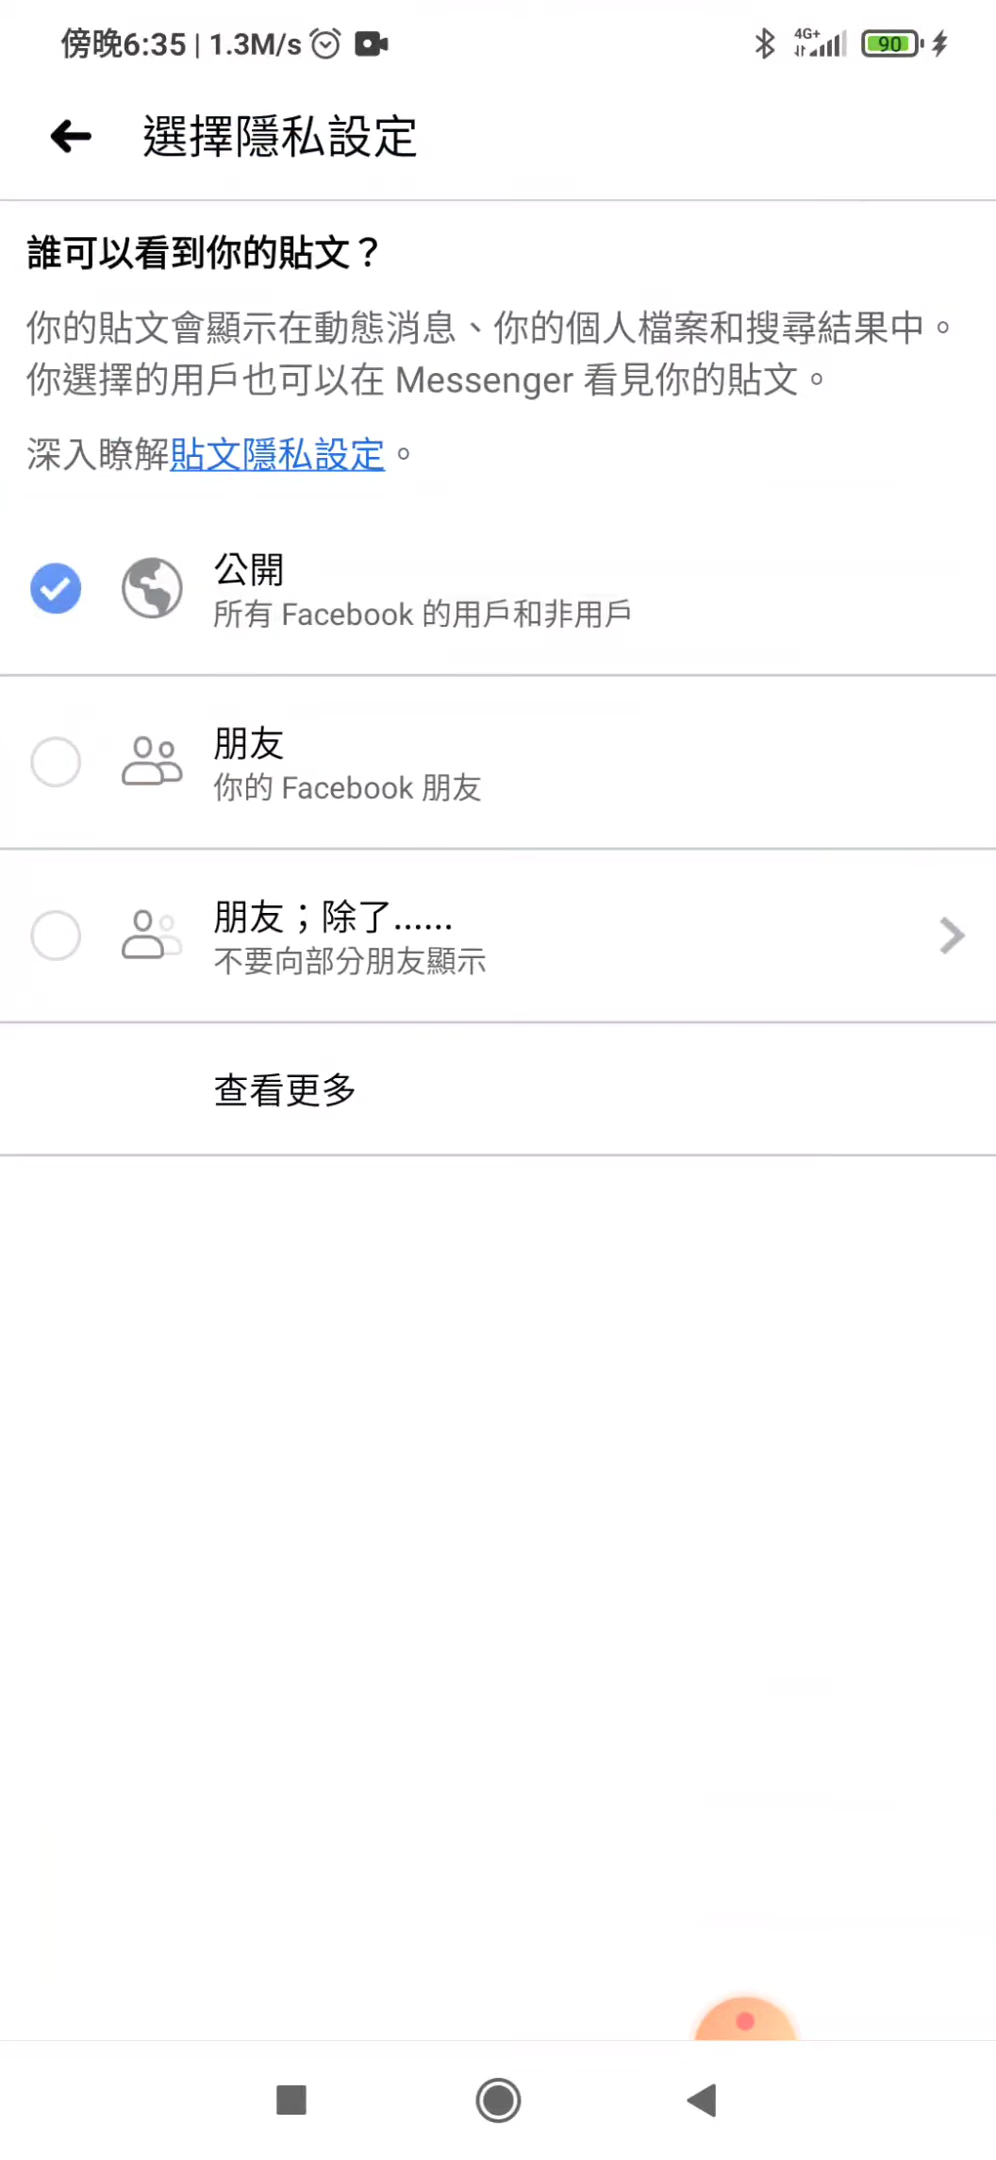 傍晚6:35 | 1.3M/s
4G+
90
選擇隱私設定
誰可以看到你的貼文？
你的貼文會顯示在動態消息、你的個人檔案和搜尋結果中。
你選擇的用戶也可以在 Messenger 看見你的貼文。
深入瞭解貼文隱私設定。
公開
所有 Facebook 的用戶和非用戶
朋友
你的 Facebook 朋友
朋友；除了......
不要向部分朋友顯示
查看更多